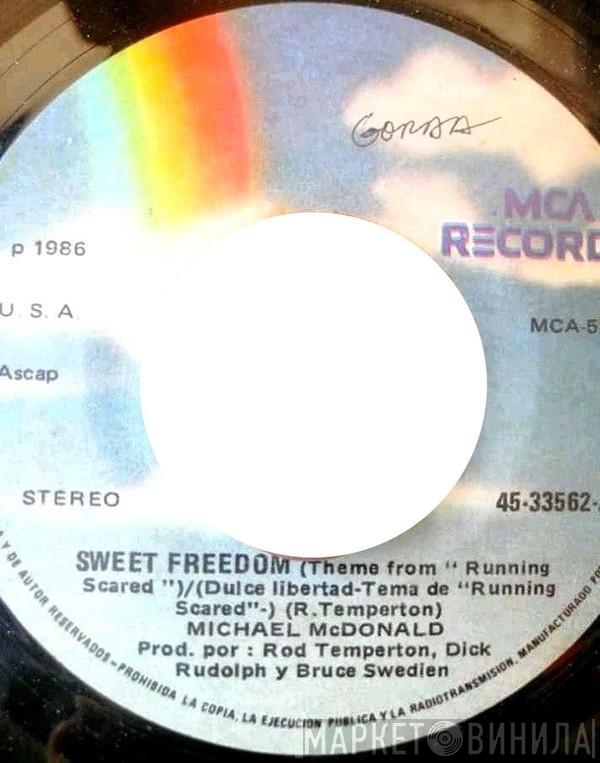 GORDA
MCA
RECORD
p 1986
U. S. A.
MCA-5
Ascap
STEREO
45-33562-
SWEET FREEDOM (Theme from " Running
Scared ")/(Dulce libertad-Tema de "Running
Scared"-) (R.Temperton)
MICHAEL McDONALD
Prod. por : Rod Temperton, Dick
Rudolph y Bruce Swedien
Y DE AUTOR RESERVADOS-PROHIBIDA LA COPIA, LA EJECUCION PUBLICA Y LA RADIOTRANSMISION, MANUFACTURADO
МАРКЕТ ВИНИЛА